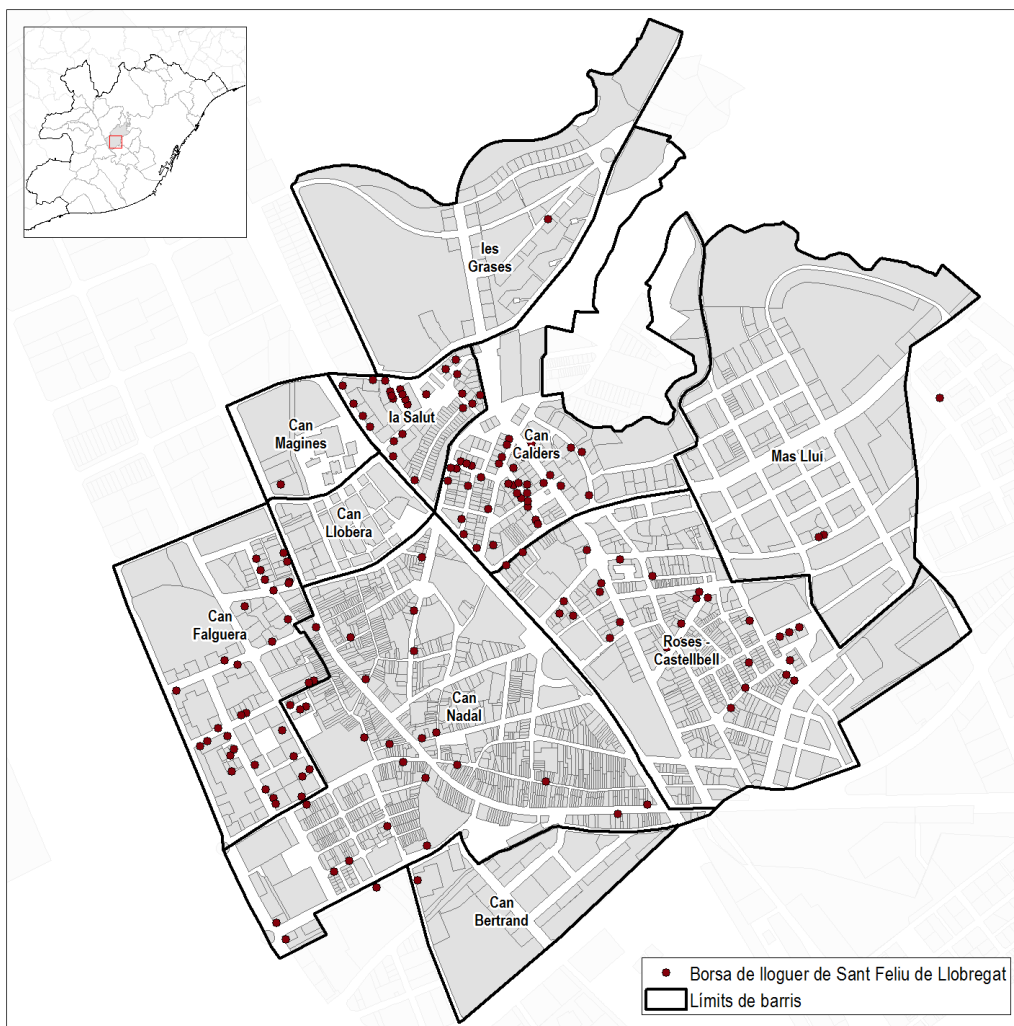 les
Grases
la Salut
Can
Magines
Can
Calders
Mas Lluí
Can
Llobera
Can
Falguera
Roses -
Castellbell
Can
Nadal
Can
Bertrand
Borsa de lloguer de Sant Feliu de Llobregat
Límits de barris